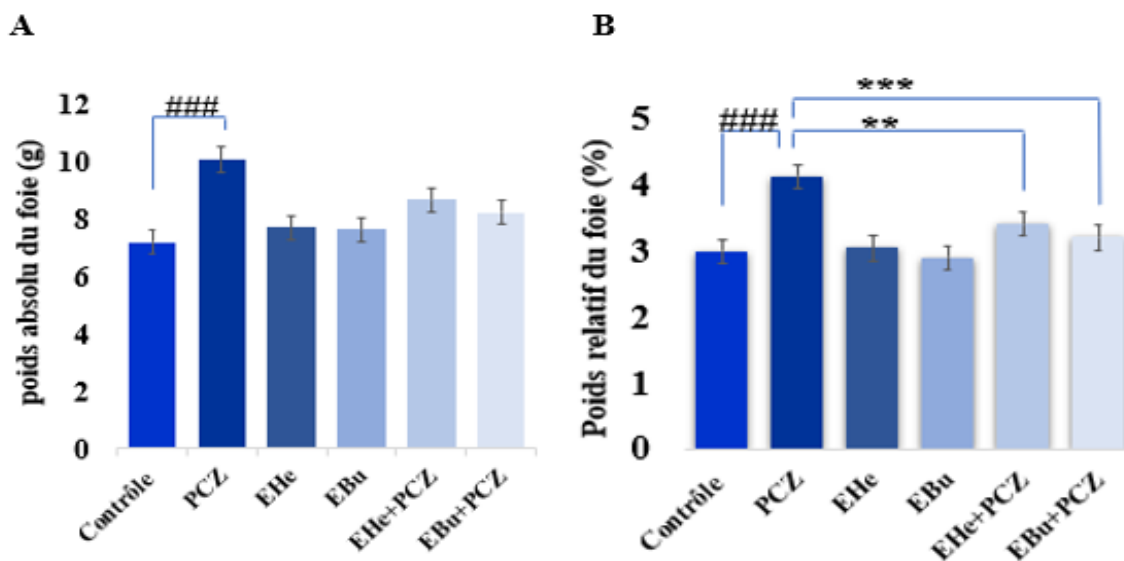 A
poids absolu du foie (g)
12
10
8
6
4
2
0
###
Contrôle
PCZ
EHe
EBu
EHe+PCZ
EBu+PCZ
B
Poids relatif du foie (%)
5
4
3
2
1
0
###
**
***
Contrôle
PCZ
EHe
EBu
EHe+PCZ
EBu+PCZ